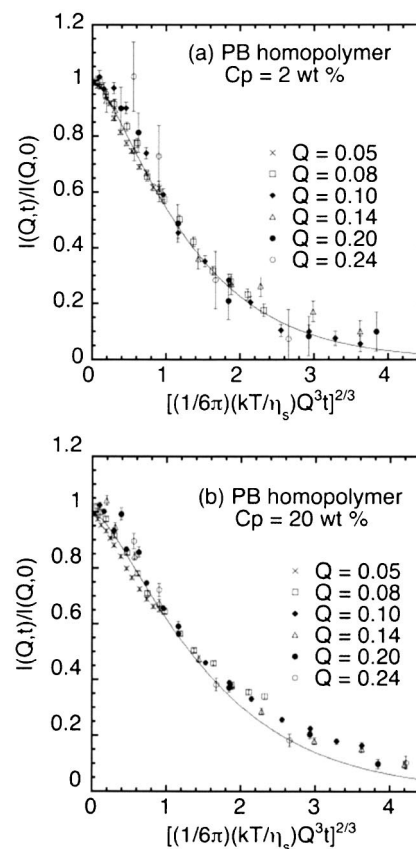 (a) PB homopolymer
Cp = 2 wt %
1.2
1
0.8
0.6
0.4
0.2
0
I(Q,t)/I(Q,0)
Q = 0.05
Q = 0.08
Q = 0.10
Q = 0.14
Q = 0.20
Q = 0.24
0 1 2 3 4
[(1/6π)(kT/ηs)Q³t]²/³
(b) PB homopolymer
Cp = 20 wt %
1.2
1
0.8
0.6
0.4
0.2
0
I(Q,t)/I(Q,0)
Q = 0.05
Q = 0.08
Q = 0.10
Q = 0.14
Q = 0.20
Q = 0.24
0 1 2 3 4
[(1/6π)(kT/ηs)Q³t]²/³